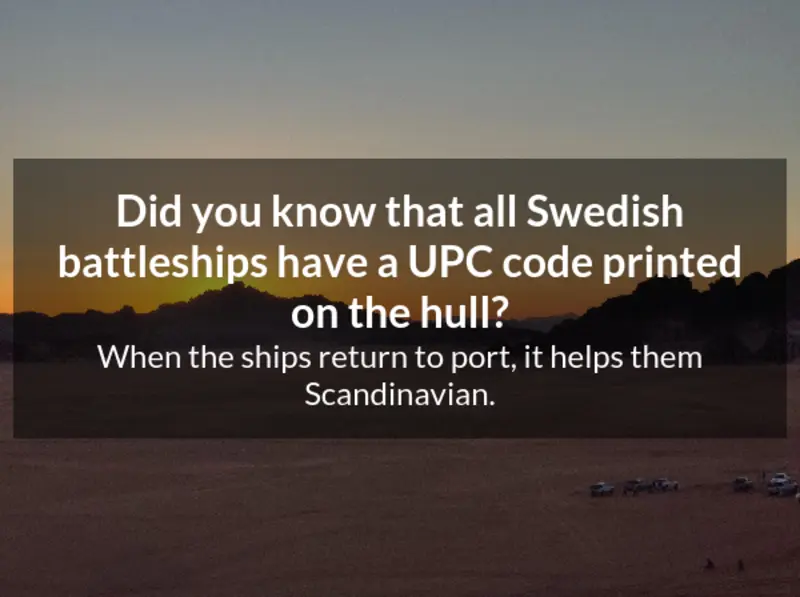 Did you know that all Swedish
battleships have a UPC code printed
on the hull?
When the ships return to port, it helps them
Scandinavian.